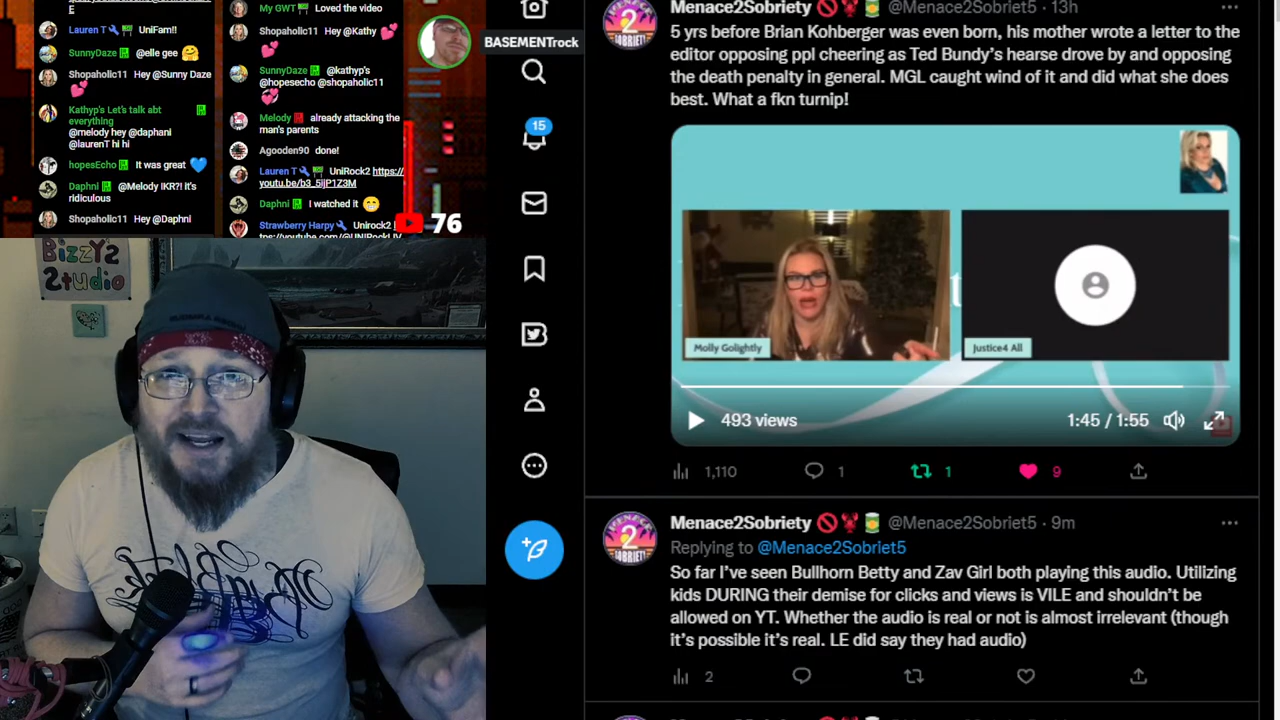 E
Lauren T UniFam!!
SunnyDaze @elle gee
Shopaholic11 Hey @Sunny Daze
Kathyp's Let's talk abt
everything
@melody hey @daphani
@laurenT hi hi
hopesEcho It was great
Daphni @Melody IKR?! it's
ridiculous
Shopaholic11 Hey @Daphni
My GWT Loved the video
Shopaholic11 Hey @Kathy
SunnyDaze @kathyp's
@hopesecho @shopaholic11
Melody already attacking the
man's parents
Agooden90 done!
Lauren T UniRock2 https://
youtu.be/b3_5ijP1Z3M
Daphni I watched it
Strawberry Harpy Unirock2
76
BASEMENTrock
BizzY'z
2tudio
15
Menace2Sobriety @Menace2Sobriet5 · 13h
5 yrs before Brian Kohberger was even born, his mother wrote a letter to the
editor opposing ppl cheering as Ted Bundy's hearse drove by and opposing
the death penalty in general. MGL caught wind of it and did what she does
best. What a fkn turnip!
Molly Golightly
Justice4 All
493 views
1:45 / 1:55
1,110 1 1 9
Menace2Sobriety @Menace2Sobriet5 · 9m
Replying to @Menace2Sobriet5
So far I've seen Bullhorn Betty and Zav Girl both playing this audio. Utilizing
kids DURING their demise for clicks and views is VILE and shouldn't be
allowed on YT. Whether the audio is real or not is almost irrelevant (though
it's possible it's real. LE did say they had audio)
2